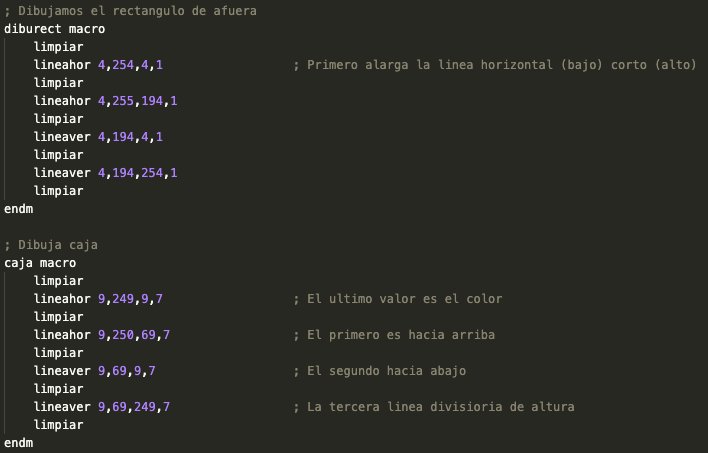 ; Dibujamos el rectangulo de afuera
diburect macro
    limpiar
    lineahor 4,254,4,1                  ; Primero alarga la linea horizontal (bajo) corto (alto)
    limpiar
    lineahor 4,255,194,1
    limpiar
    lineaver 4,194,4,1
    limpiar
    lineaver 4,194,254,1
    limpiar
endm

; Dibuja caja
caja macro
    limpiar
    lineahor 9,249,9,7                  ; El ultimo valor es el color
    limpiar
    lineahor 9,250,69,7                 ; El primero es hacia arriba
    limpiar
    lineaver 9,69,9,7                   ; El segundo hacia abajo
    limpiar
    lineaver 9,69,249,7                 ; La tercera linea divisioria de altura
    limpiar
endm